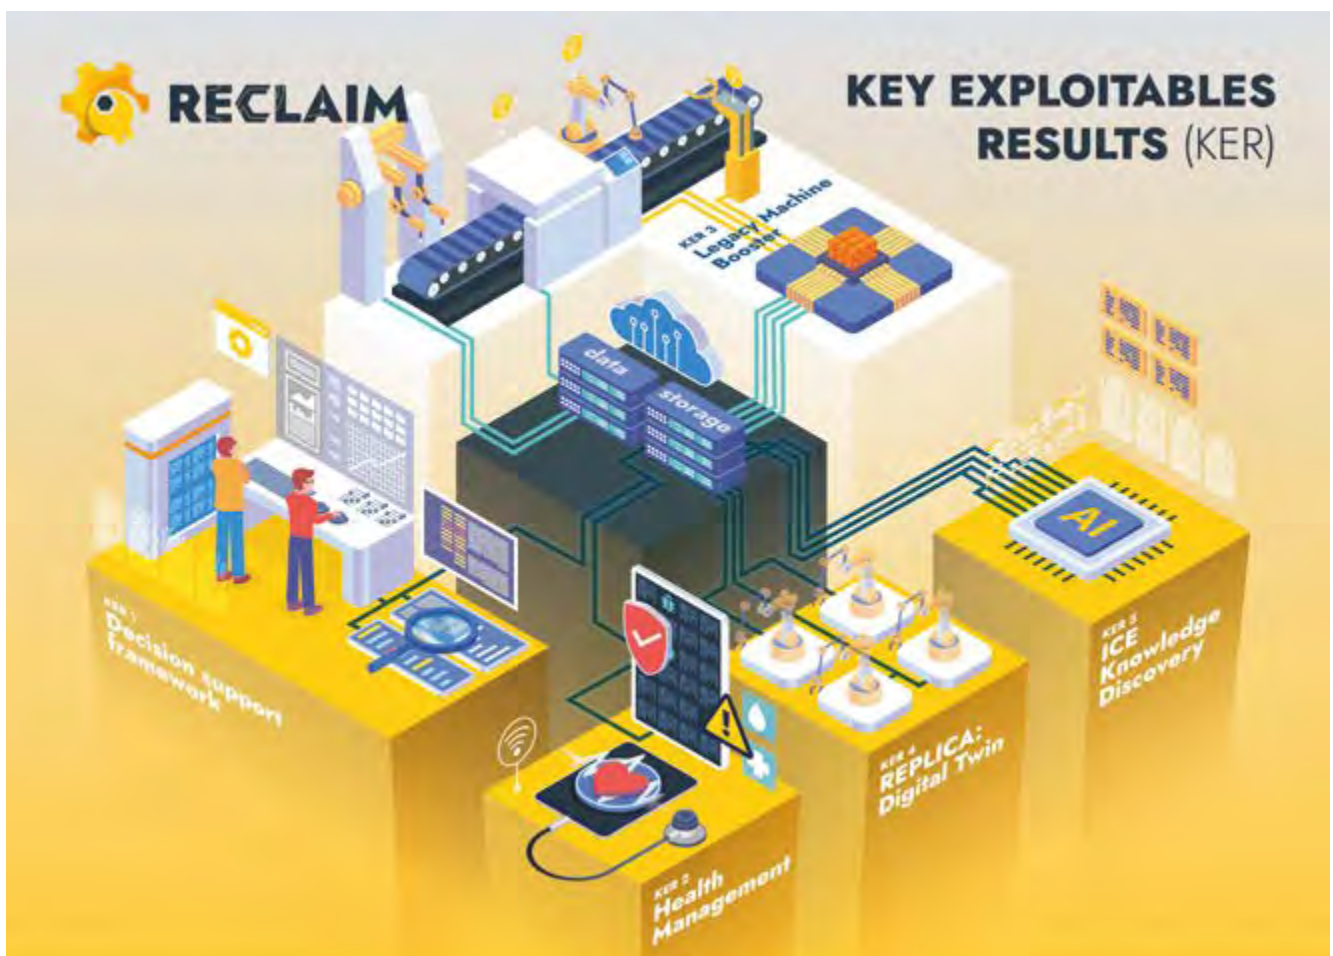 RECLAIM
KEY EXPLOITABLES
RESULTS (KER)
KER 3
Legacy Machine
Booster
data
storage
AI
KER 1
Decision support
framework
KER 2
Health
Management
KER 4
REPLICA:
Digital Twin
KER 5
ICE
Knowledge
Discovery